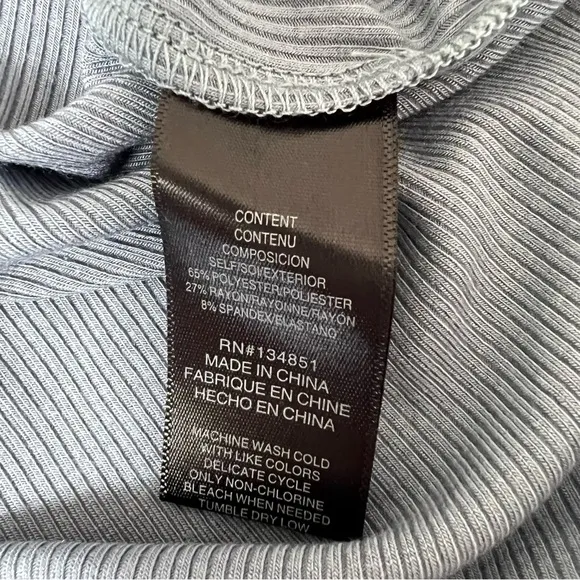 CONTENT
CONTENU
COMPOSICION
SELF/SOI/EXTERIOR
65% POLYESTER/POLIESTER
27% RAYON/RAYONNE/RAYON
8% SPANDEX/ELASTANO
RN#134851
MADE IN CHINA
FABRIQUE EN CHINE
HECHO EN CHINA
MACHINE WASH COLD
WITH LIKE COLORS
DELICATE CYCLE
ONLY NON-CHLORINE
BLEACH WHEN NEEDED
TUMBLE DRY LOW